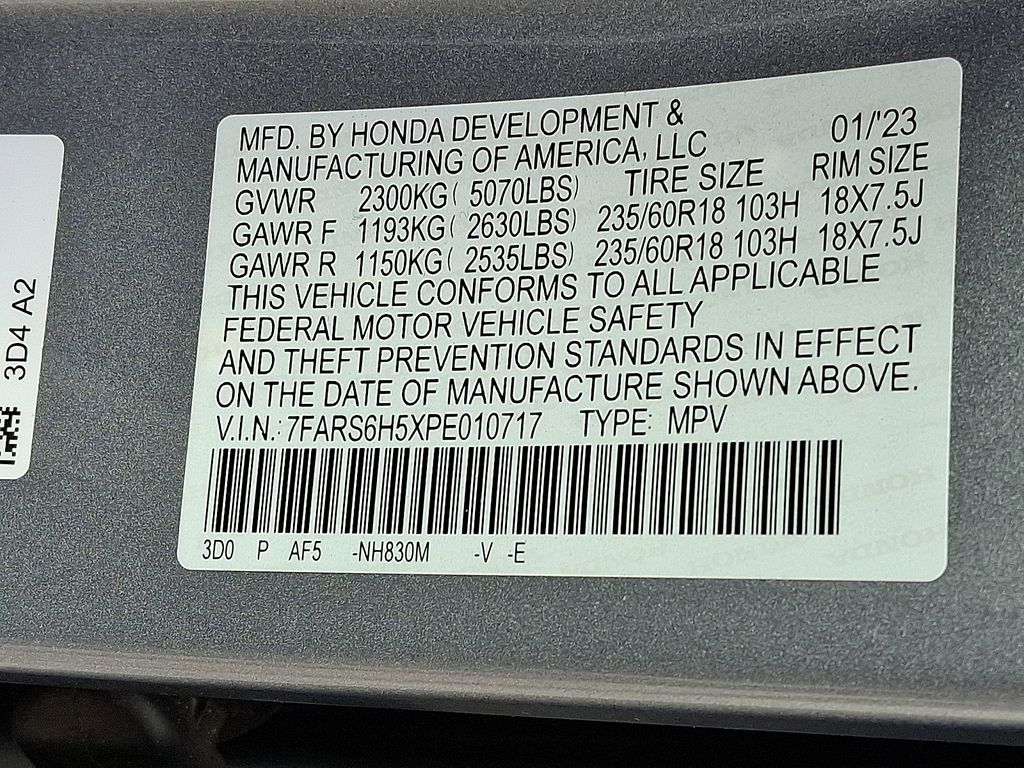 MFD. BY HONDA DEVELOPMENT &
MANUFACTURING OF AMERICA, LLC 01/'23
GVWR 2300KG( 5070LBS) TIRE SIZE RIM SIZE
GAWR F 1193KG( 2630LBS) 235/60R18 103H 18X7.5J
GAWR R 1150KG( 2535LBS) 235/60R18 103H 18X7.5J
THIS VEHICLE CONFORMS TO ALL APPLICABLE
FEDERAL MOTOR VEHICLE SAFETY
AND THEFT PREVENTION STANDARDS IN EFFECT
ON THE DATE OF MANUFACTURE SHOWN ABOVE.
V.I.N.: 7FARS6H5XPE010717 TYPE: MPV
3D0 P AF5 -NH830M -V -E
3D4 A2